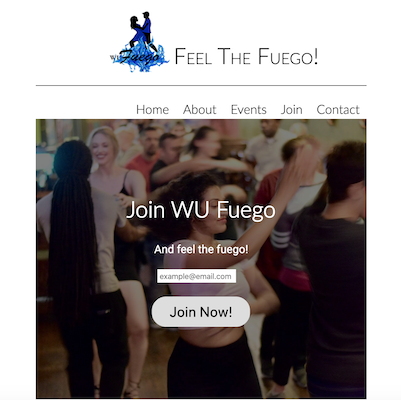 WU Fuego
FEEL THE FUEGO!
Home About Events Join Contact
Join WU Fuego
And feel the fuego!
example@email.com
Join Now!